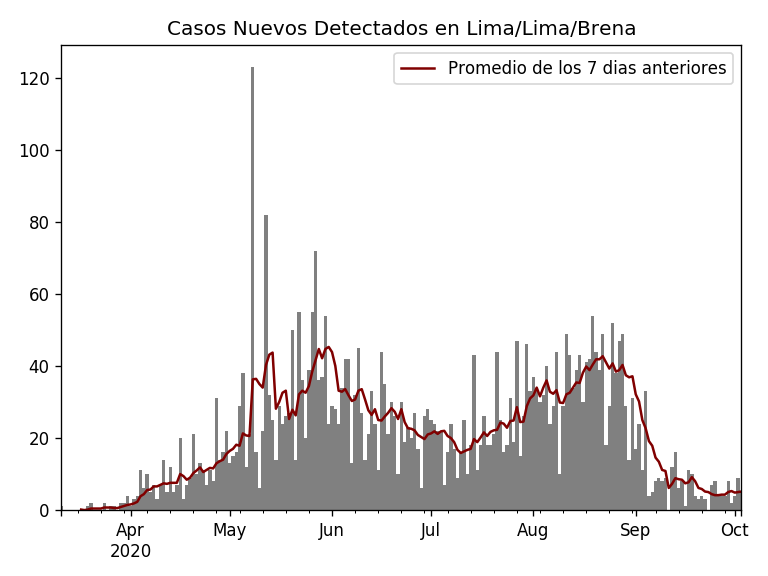 Casos Nuevos Detectados en Lima/Lima/Brena
Promedio de los 7 dias anteriores
120
100
80
60
40
20
0
Apr
2020
May
Jun
Jul
Aug
Sep
Oct